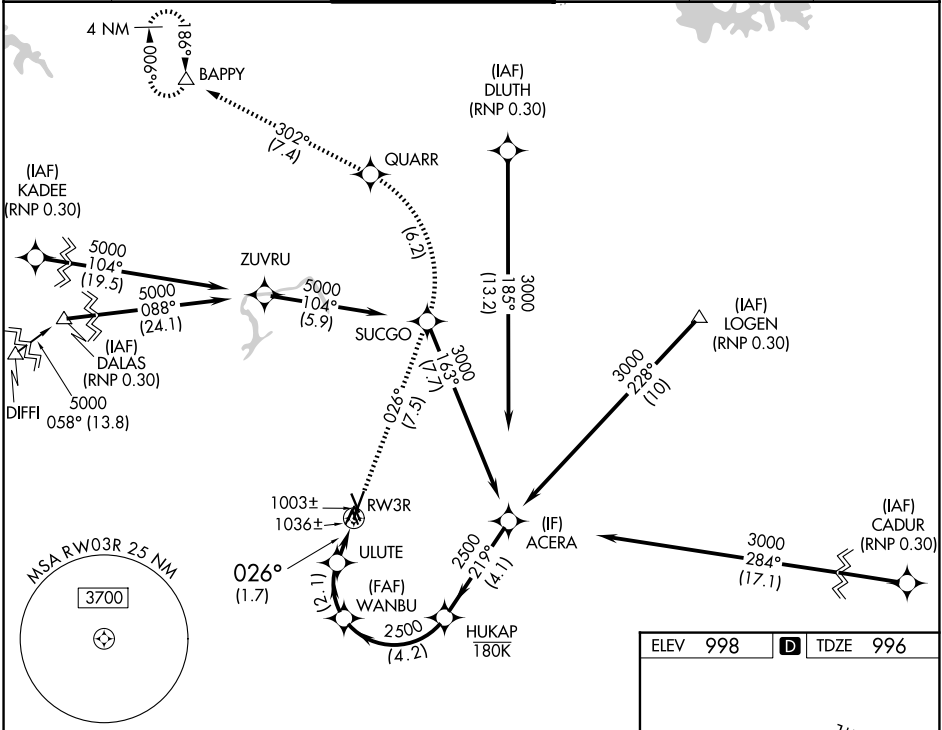 4 NM
186°
006°
BAPPY
302°
(7.4)
QUARR
(6.2)
(IAF)
DLUTH
(RNP 0.30)
3000
185°
(13.2)
(IAF)
KADEE
(RNP 0.30)
5000
104°
(19.5)
ZUVRU
5000
104°
(5.9)
SUCGO
5000
088°
(24.1)
(IAF)
DALAS
(RNP 0.30)
DIFFI
5000
058° (13.8)
3000
163°
(7.7)
(IAF)
LOGEN
(RNP 0.30)
3000
228°
(10)
026°
(7.5)
1003±
1036±
RW3R
ULUTE
026°
(1.7)
(2.1)
(FAF)
WANBU
2500
(4.2)
HUKAP
180K
2500
219°
(4.1)
(IF)
ACERA
3000
284°
(17.1)
(IAF)
CADUR
(RNP 0.30)
MSA RW03R 25 NM
3700
ELEV 998 D TDZE 996